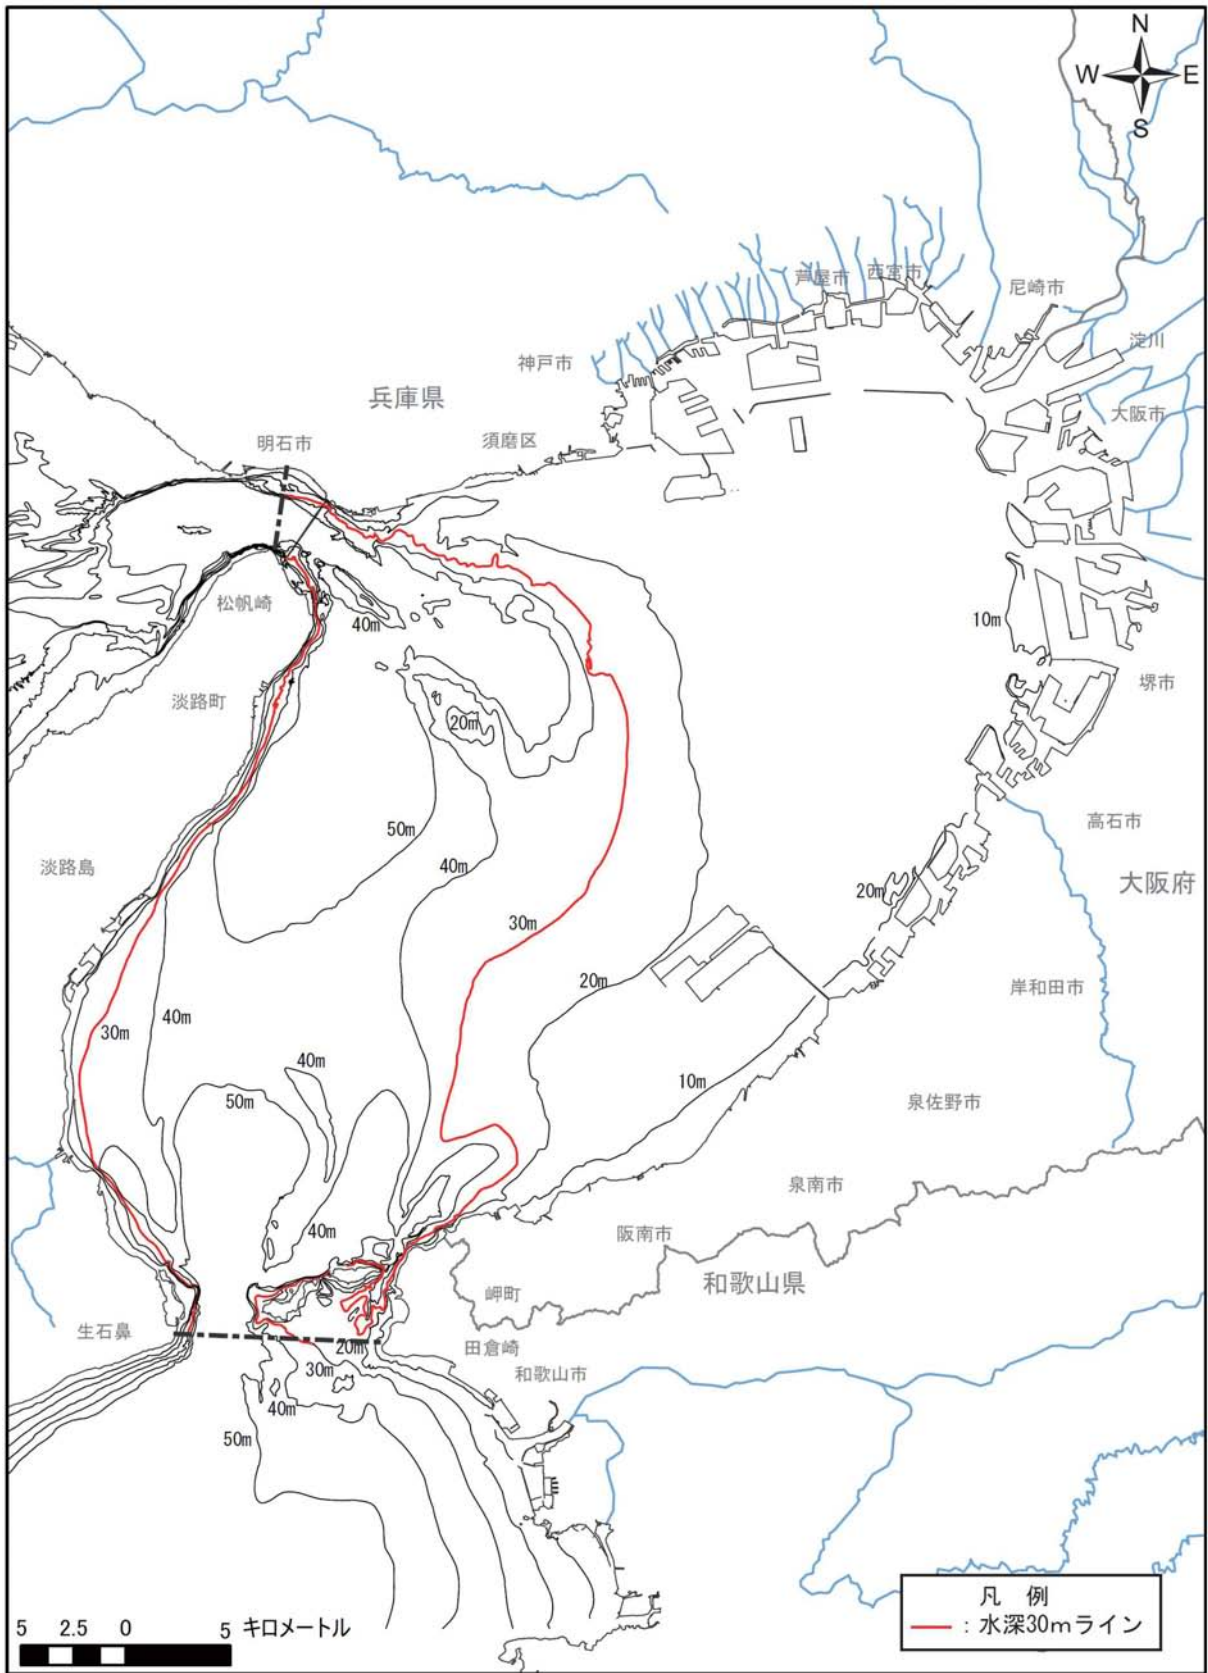 N
W E
S
芦屋市 西宮市
尼崎市
淀川
神戸市
兵庫県
大阪市
明石市 須磨区
松帆崎
40m
10m
堺市
淡路町
20m
50m
高石市
淡路島
40m
大阪府
20m
30m
20m
岸和田市
30m
40m
40m
10m
50m
泉佐野市
泉南市
阪南市
40m
和歌山県
岬町
生石鼻
20m
田倉崎
30m
和歌山市
40m
50m
凡 例
：水深30mライン
5 2.5 0 5 キロメートル